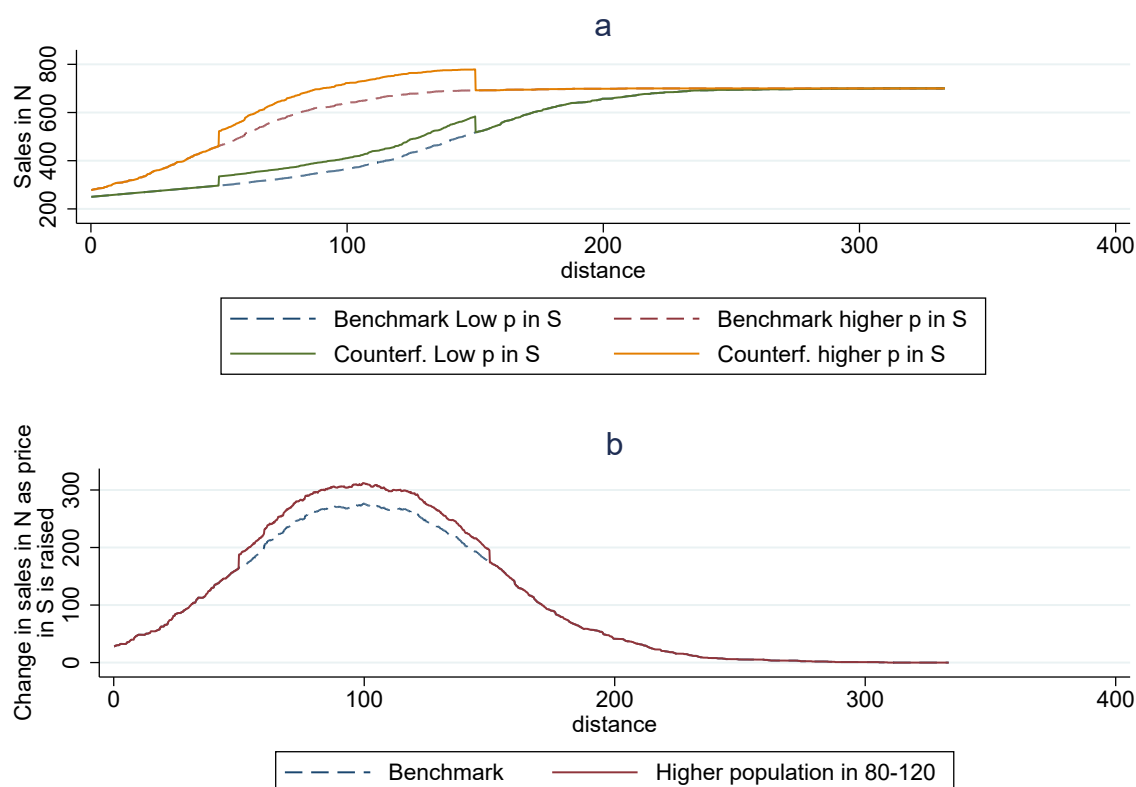 a
Sales in N
800
600
400
200
0 100 200 300 400
distance
Benchmark Low p in S Benchmark higher p in S
Counterf. Low p in S Counterf. higher p in S
b
Change in sales in N as price
in S is raised
300
200
100
0
0 100 200 300 400
distance
Benchmark Higher population in 80-120